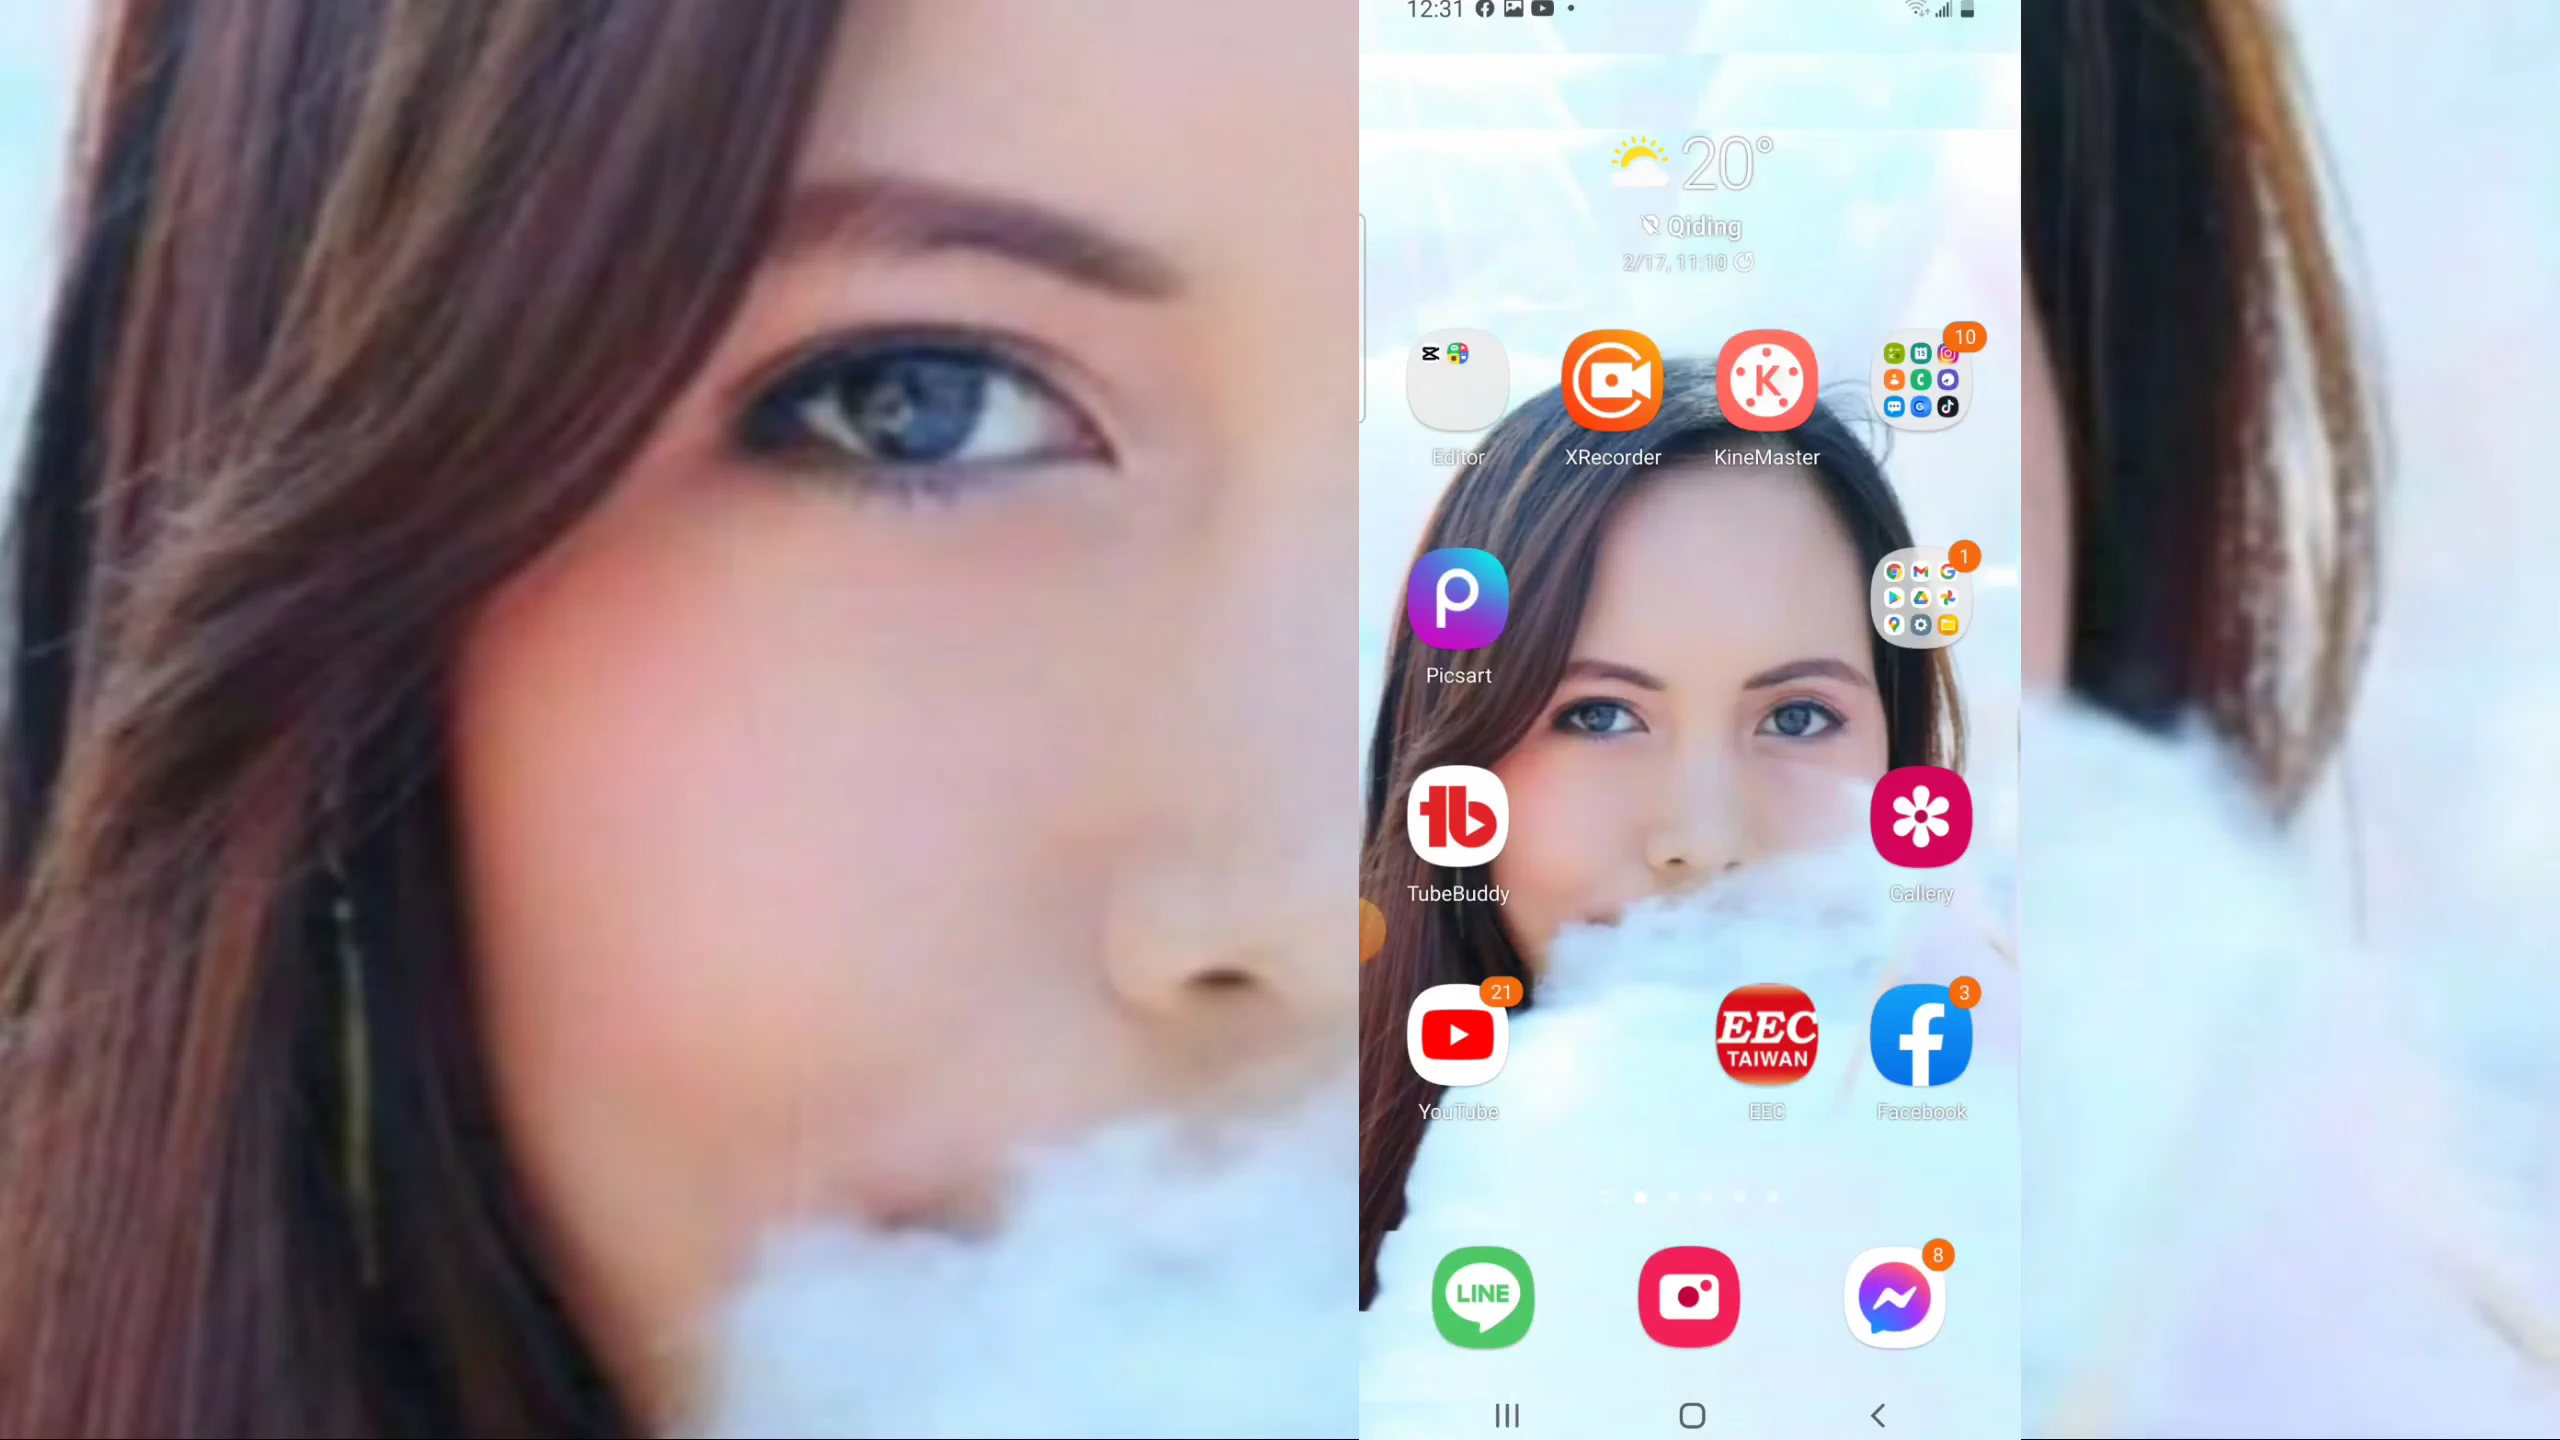 12:31
20°
Qiding
2/17, 11:10
10
Editor
XRecorder
K
KineMaster
1
Picsart
tb
TubeBuddy
Gallery
21
EEC
TAIWAN
3
YouTube
EEC
Facebook
LINE
8